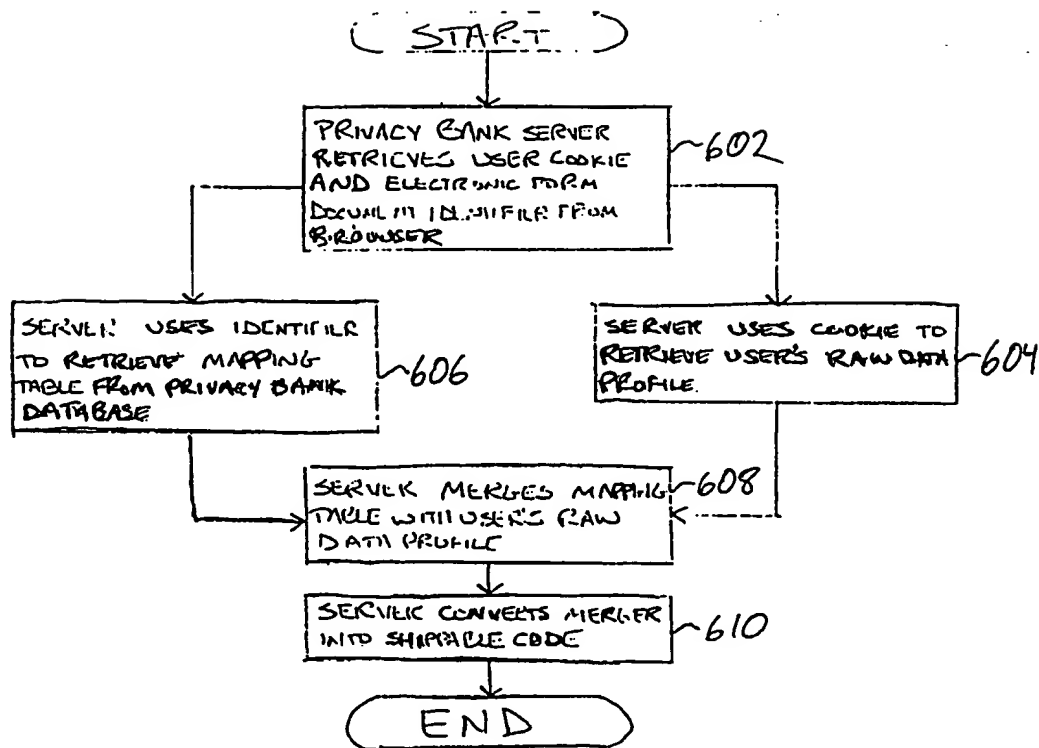 START
PRIVACY BANK SERVER
RETRIEVES USER COOKIE
AND ELECTRONIC FORM
DOCUMENT IDENTIFIER FROM
BROWSER
602
SERVER USES IDENTIFIER
TO RETRIEVE MAPPING
TABLE FROM PRIVACY BANK
DATABASE
606
SERVER USES COOKIE TO
RETRIEVE USER'S RAW DATA
PROFILE.
604
SERVER MERGES MAPPING
TABLE WITH USER'S RAW
DATA PROFILE
608
SERVER CONVERTS MERGER
INTO SHIPPABLE CODE
610
END